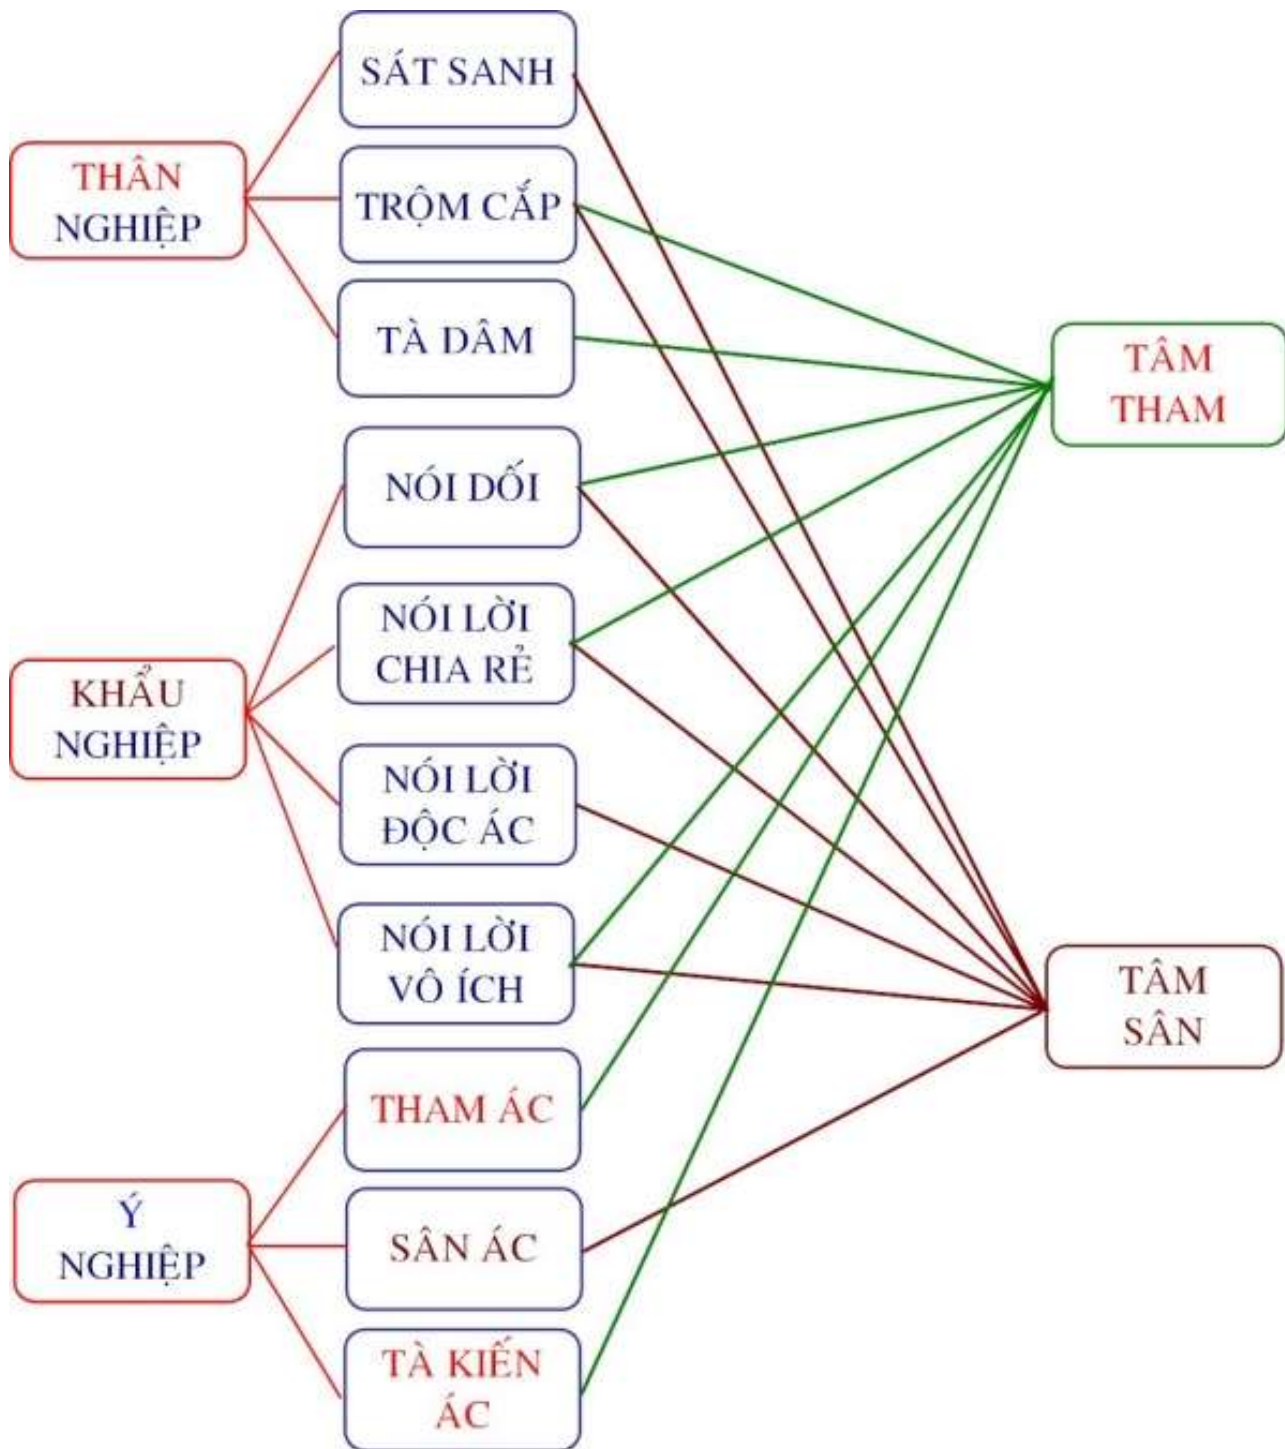 THÂN
NGHIỆP
SÁT SANH
TRỘM CẮP
TÀ DÂM
KHẨU
NGHIỆP
NÓI DỐI
NÓI LỜI
CHIA RẺ
NÓI LỜI
ĐỘC ÁC
NÓI LỜI
VÔ ÍCH
Ý
NGHIỆP
THAM ÁC
SÂN ÁC
TÀ KIẾN
ÁC
TÂM
THAM
TÂM
SÂN